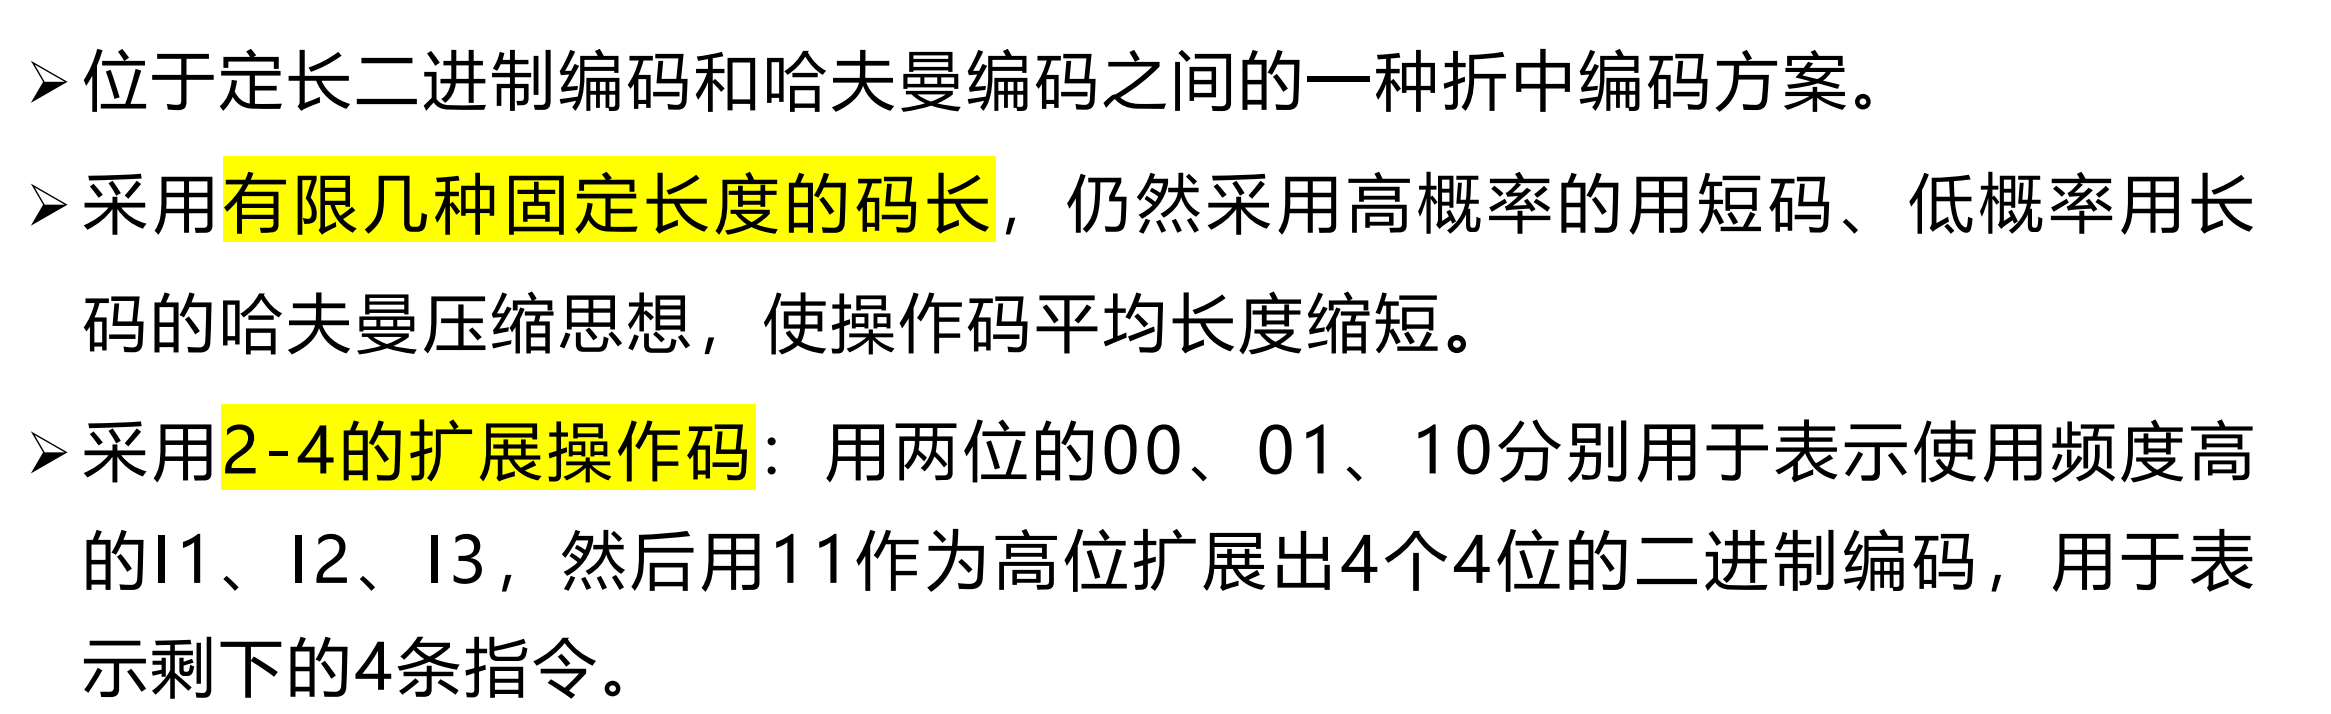 ➢位于定长二进制编码和哈夫曼编码之间的一种折中编码方案。
➢采用有限几种固定长度的码长，仍然采用高概率的用短码、低概率用长
码的哈夫曼压缩思想，使操作码平均长度缩短。
➢采用2-4的扩展操作码：用两位的00、01、10分别用于表示使用频度高
的I1、I2、I3，然后用11作为高位扩展出4个4位的二进制编码，用于表
示剩下的4条指令。